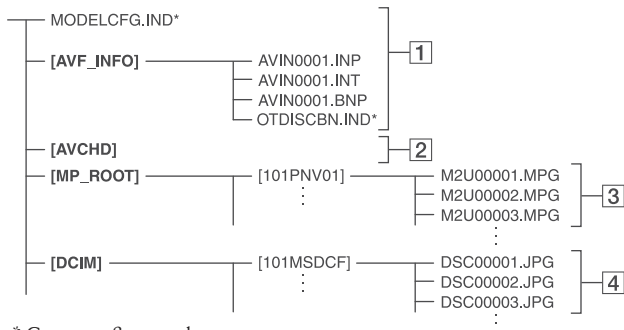 MODELCFG.IND*
[AVF_INFO] AVIN0001.INP
AVIN0001.INT
AVIN0001.BNP
OTDISCBN.IND*
1
[AVCHD]
2
[MP_ROOT] [101PNV01] M2U00001.MPG
M2U00002.MPG
M2U00003.MPG
3
[DCIM] [101MSDCF] DSC00001.JPG
DSC00002.JPG
DSC00003.JPG
4